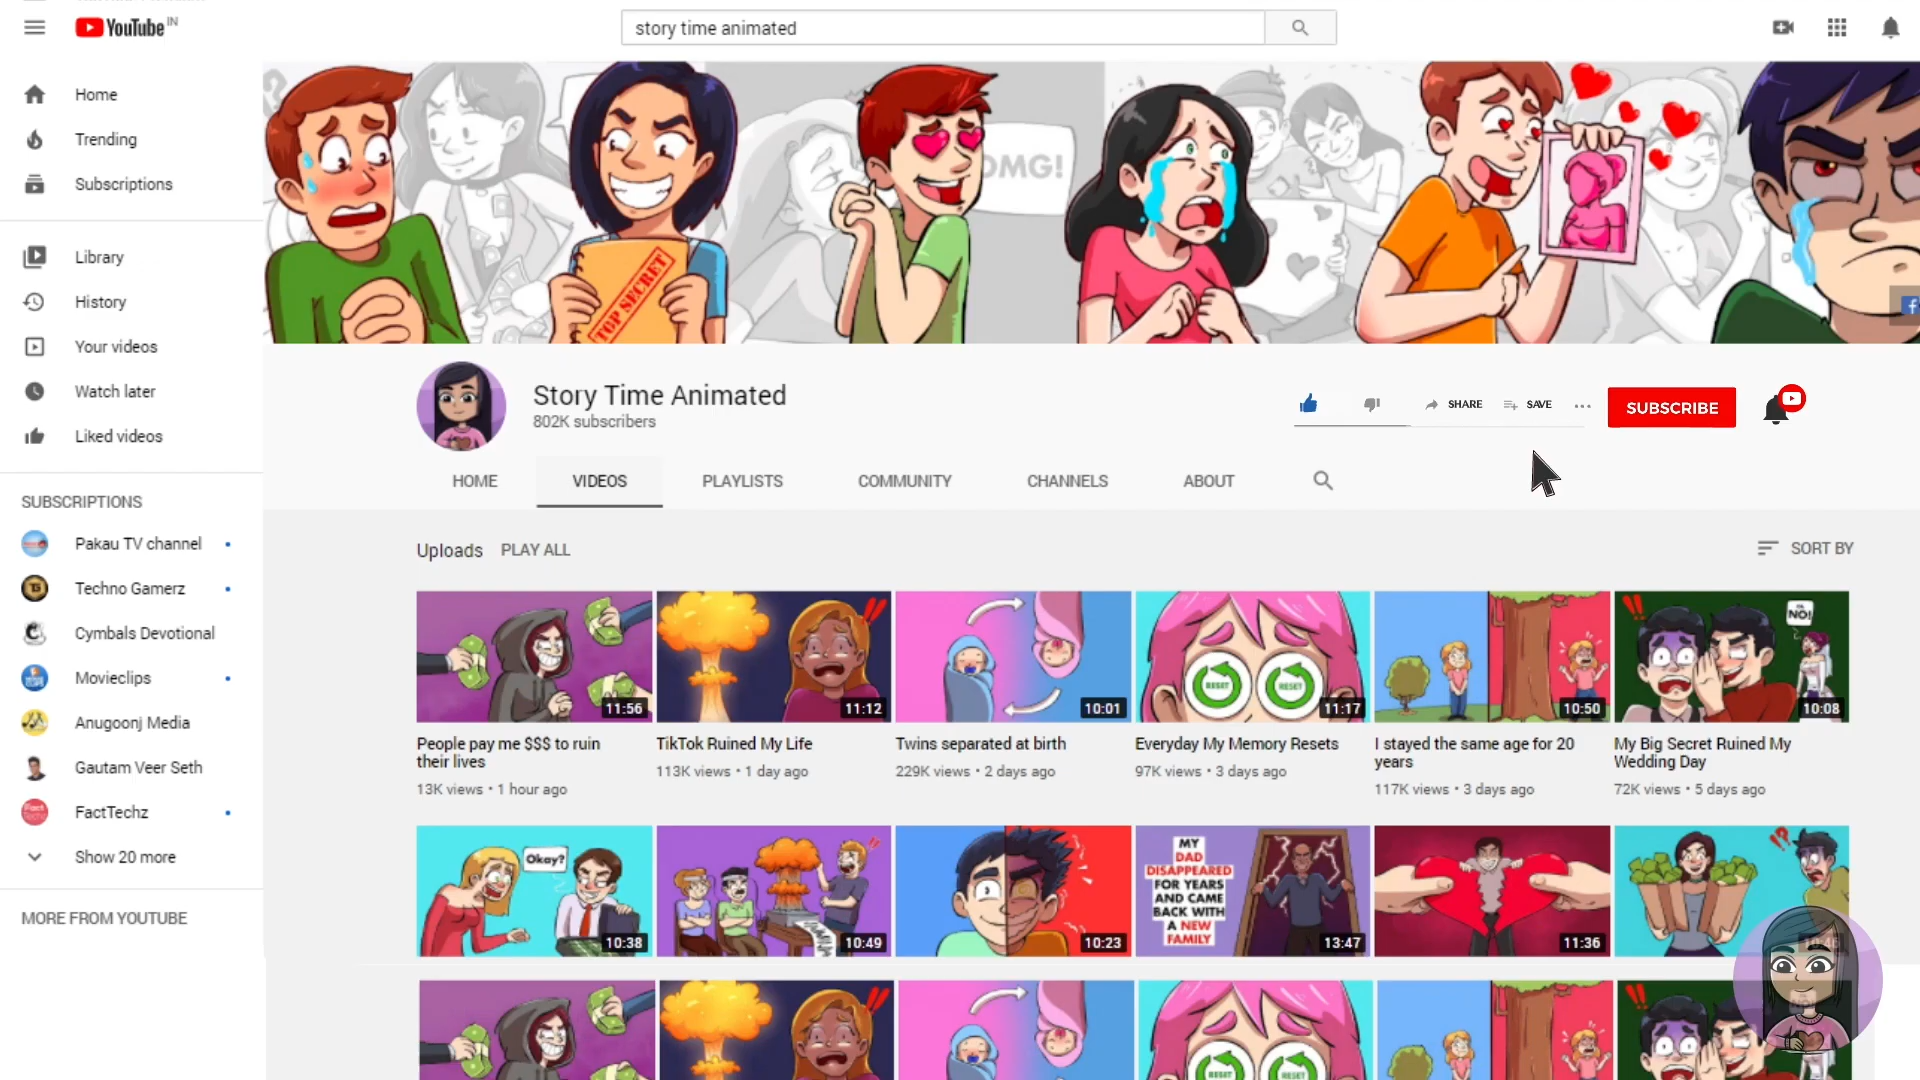 YouTube IN
story time animated
Home
Trending
Subscriptions
Library
History
Your videos
Watch later
Liked videos
SUBSCRIPTIONS
Pakau TV channel
Techno Gamerz
Cymbals Devotional
Movieclips
Anugoonj Media
Gautam Veer Seth
FactTechz
Show 20 more
MORE FROM YOUTUBE
TOP SECRET
OMG!
f
Story Time Animated
802K subscribers
SHARE
SAVE
SUBSCRIBE
HOME
VIDEOS
PLAYLISTS
COMMUNITY
CHANNELS
ABOUT
Uploads PLAY ALL
SORT BY
11:56
!!
11:12
10:01
RESET
RESET
11:17
10:50
!!
NO!
10:08
People pay me $$$ to ruin
their lives
13K views • 1 hour ago
TikTok Ruined My Life
113K views • 1 day ago
Twins separated at birth
229K views • 2 days ago
Everyday My Memory Resets
97K views • 3 days ago
I stayed the same age for 20
years
117K views • 3 days ago
My Big Secret Ruined My
Wedding Day
72K views • 5 days ago
Okay?
10:38
10:49
10:23
MY
DAD
DISAPPEARED
FOR YEARS
AND CAME
BACK WITH
A NEW
FAMILY
13:47
11:36
?!
!!
RESET
RESET
!!